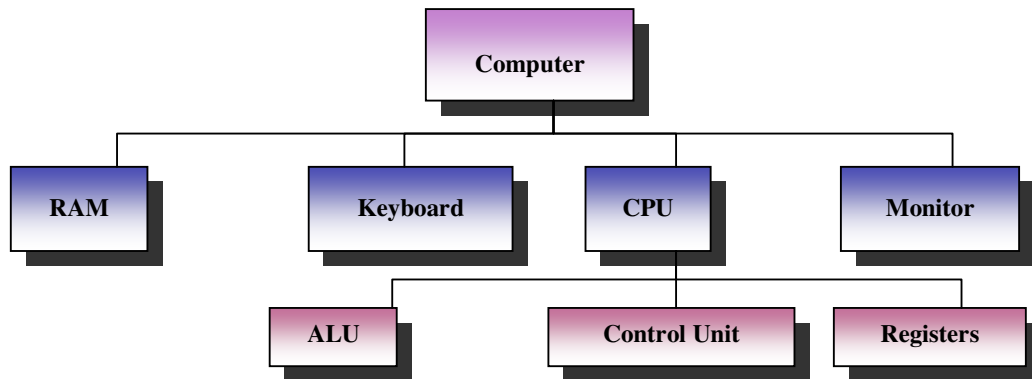 Computer
RAM
Keyboard
CPU
Monitor
ALU
Control Unit
Registers